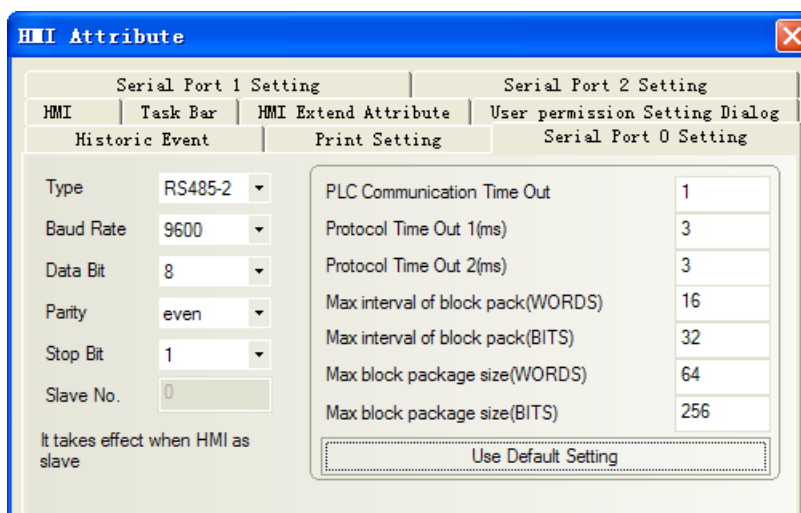 HMI Attribute
Serial Port 1 Setting Serial Port 2 Setting
HMI Task Bar HMI Extend Attribute User permission Setting Dialog
Historic Event Print Setting Serial Port 0 Setting
Type RS485-2
Baud Rate 9600
Data Bit 8
Parity even
Stop Bit 1
Slave No. 0
It takes effect when HMI as
slave
PLC Communication Time Out 1
Protocol Time Out 1(ms) 3
Protocol Time Out 2(ms) 3
Max interval of block pack(WORDS) 16
Max interval of block pack(BITS) 32
Max block package size(WORDS) 64
Max block package size(BITS) 256
Use Default Setting